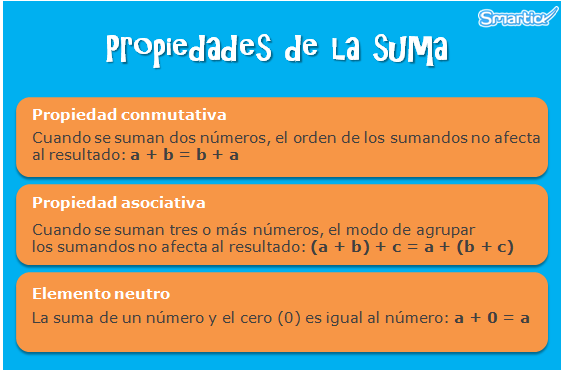 Smartick
Propiedades de la suma
Propiedad conmutativa
Cuando se suman dos números, el orden de los sumandos no afecta
al resultado: a + b = b + a
Propiedad asociativa
Cuando se suman tres o más números, el modo de agrupar
los sumandos no afecta al resultado: (a + b) + c = a + (b + c)
Elemento neutro
La suma de un número y el cero (0) es igual al número: a + 0 = a